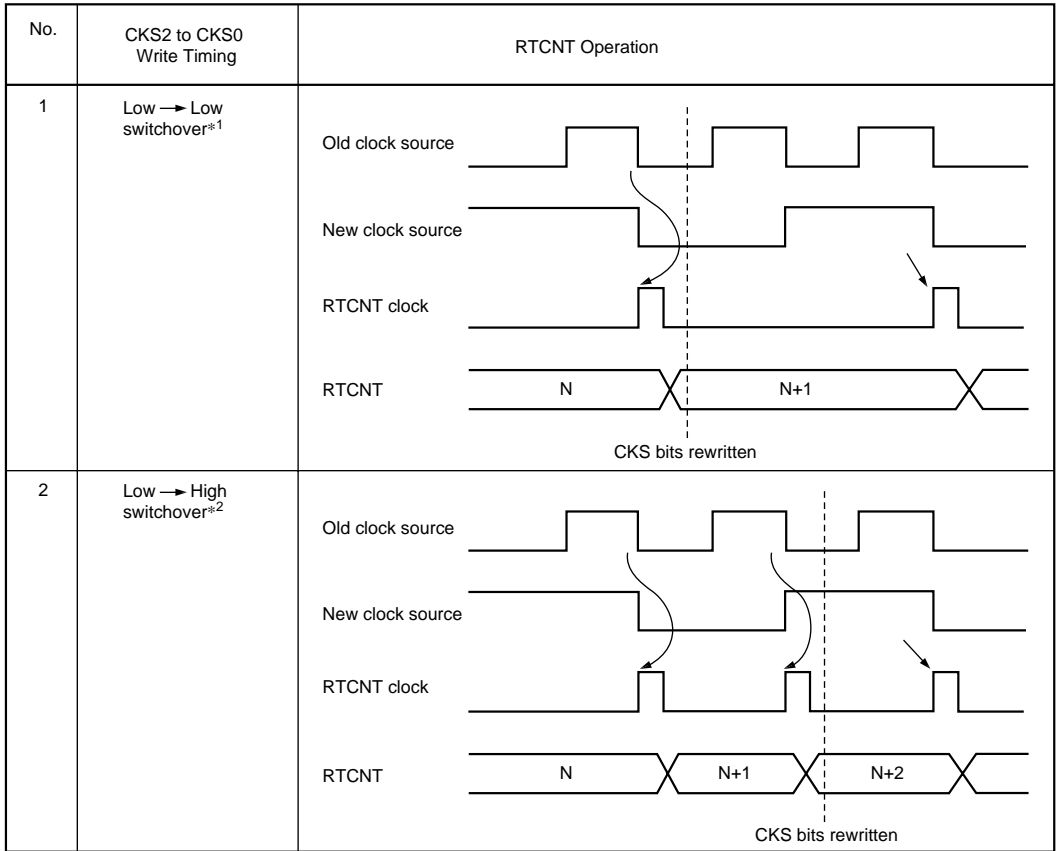 No.
CKS2 to CKS0
Write Timing
RTCNT Operation
1
Low → Low
switchover*1
Old clock source
New clock source
RTCNT clock
RTCNT
N
N+1
CKS bits rewritten
2
Low → High
switchover*2
Old clock source
New clock source
RTCNT clock
RTCNT
N
N+1
N+2
CKS bits rewritten